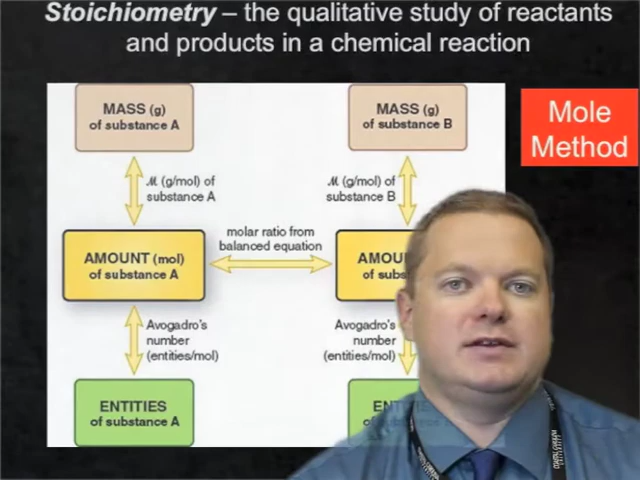 Stoichiometry – the qualitative study of reactants
and products in a chemical reaction
MASS (g)
of substance A
MASS (g)
of substance B
Mole
Method
ℳ (g/mol) of
substance A
ℳ (g/mol) of
substance B
molar ratio from
balanced equation
AMOUNT (mol)
of substance A
AMOU
of subs
Avogadro's
number
(entities/mol)
Avogadro's
number
(entities/mol)
ENTITIES
of substance A
ENT
of